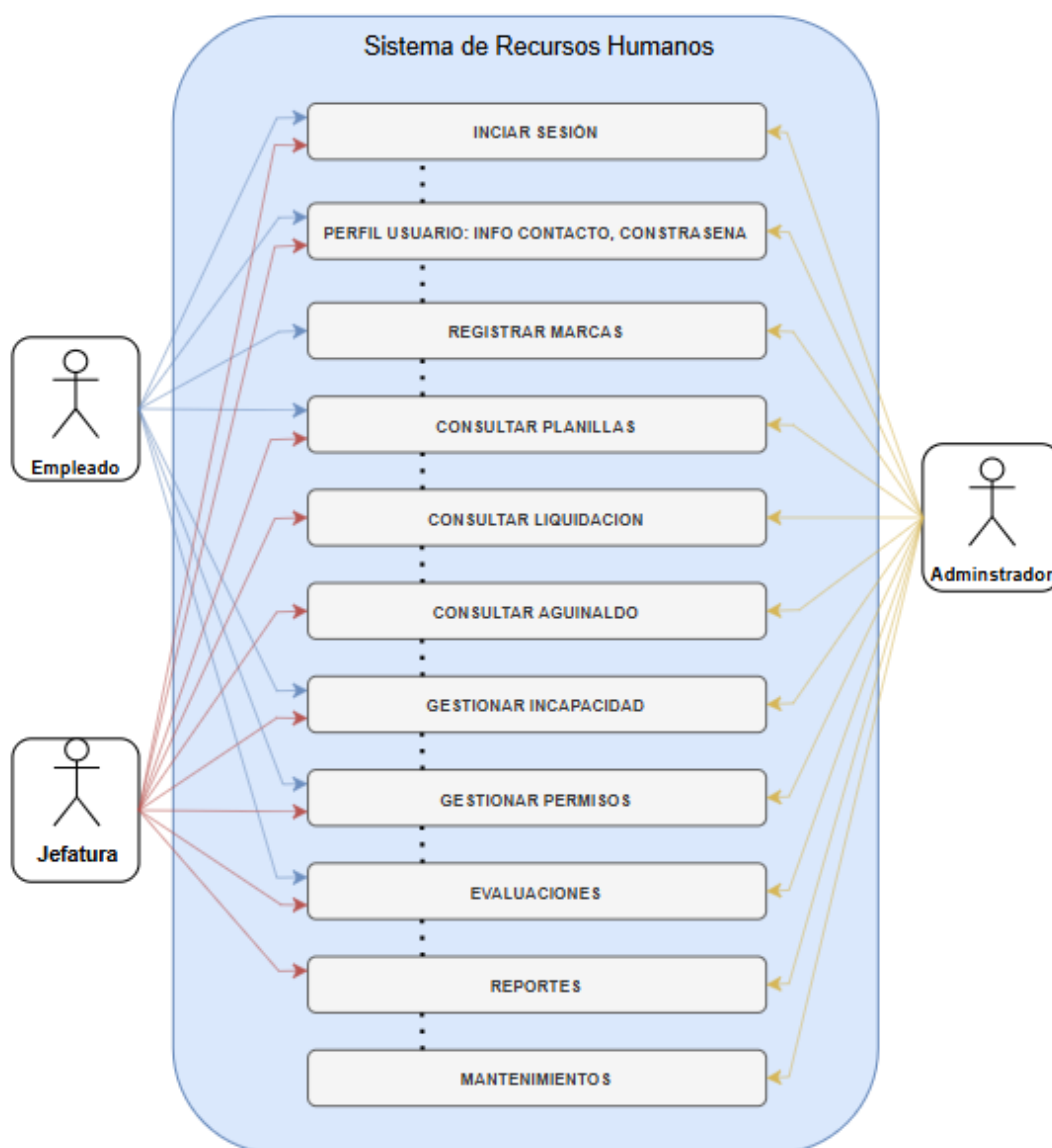 Sistema de Recursos Humanos
INCIAR SESIÓN
PERFIL USUARIO: INFO CONTACTO, CONSTRASENA
REGISTRAR MARCAS
CONSULTAR PLANILLAS
Empleado
CONSULTAR LIQUIDACION
Adminstrador
CONSULTAR AGUINALDO
GESTIONAR INCAPACIDAD
GESTIONAR PERMISOS
Jefatura
EVALUACIONES
REPORTES
MANTENIMIENTOS